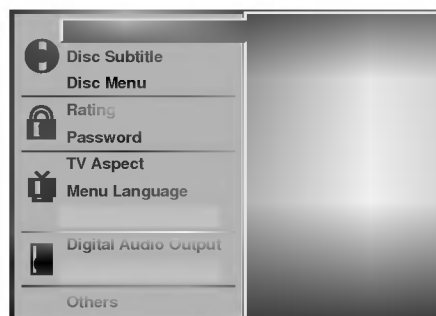 Disc Subtitle
Disc Menu
Rating
Password
TV Aspect
Menu Language
Digital Audio Output
Others